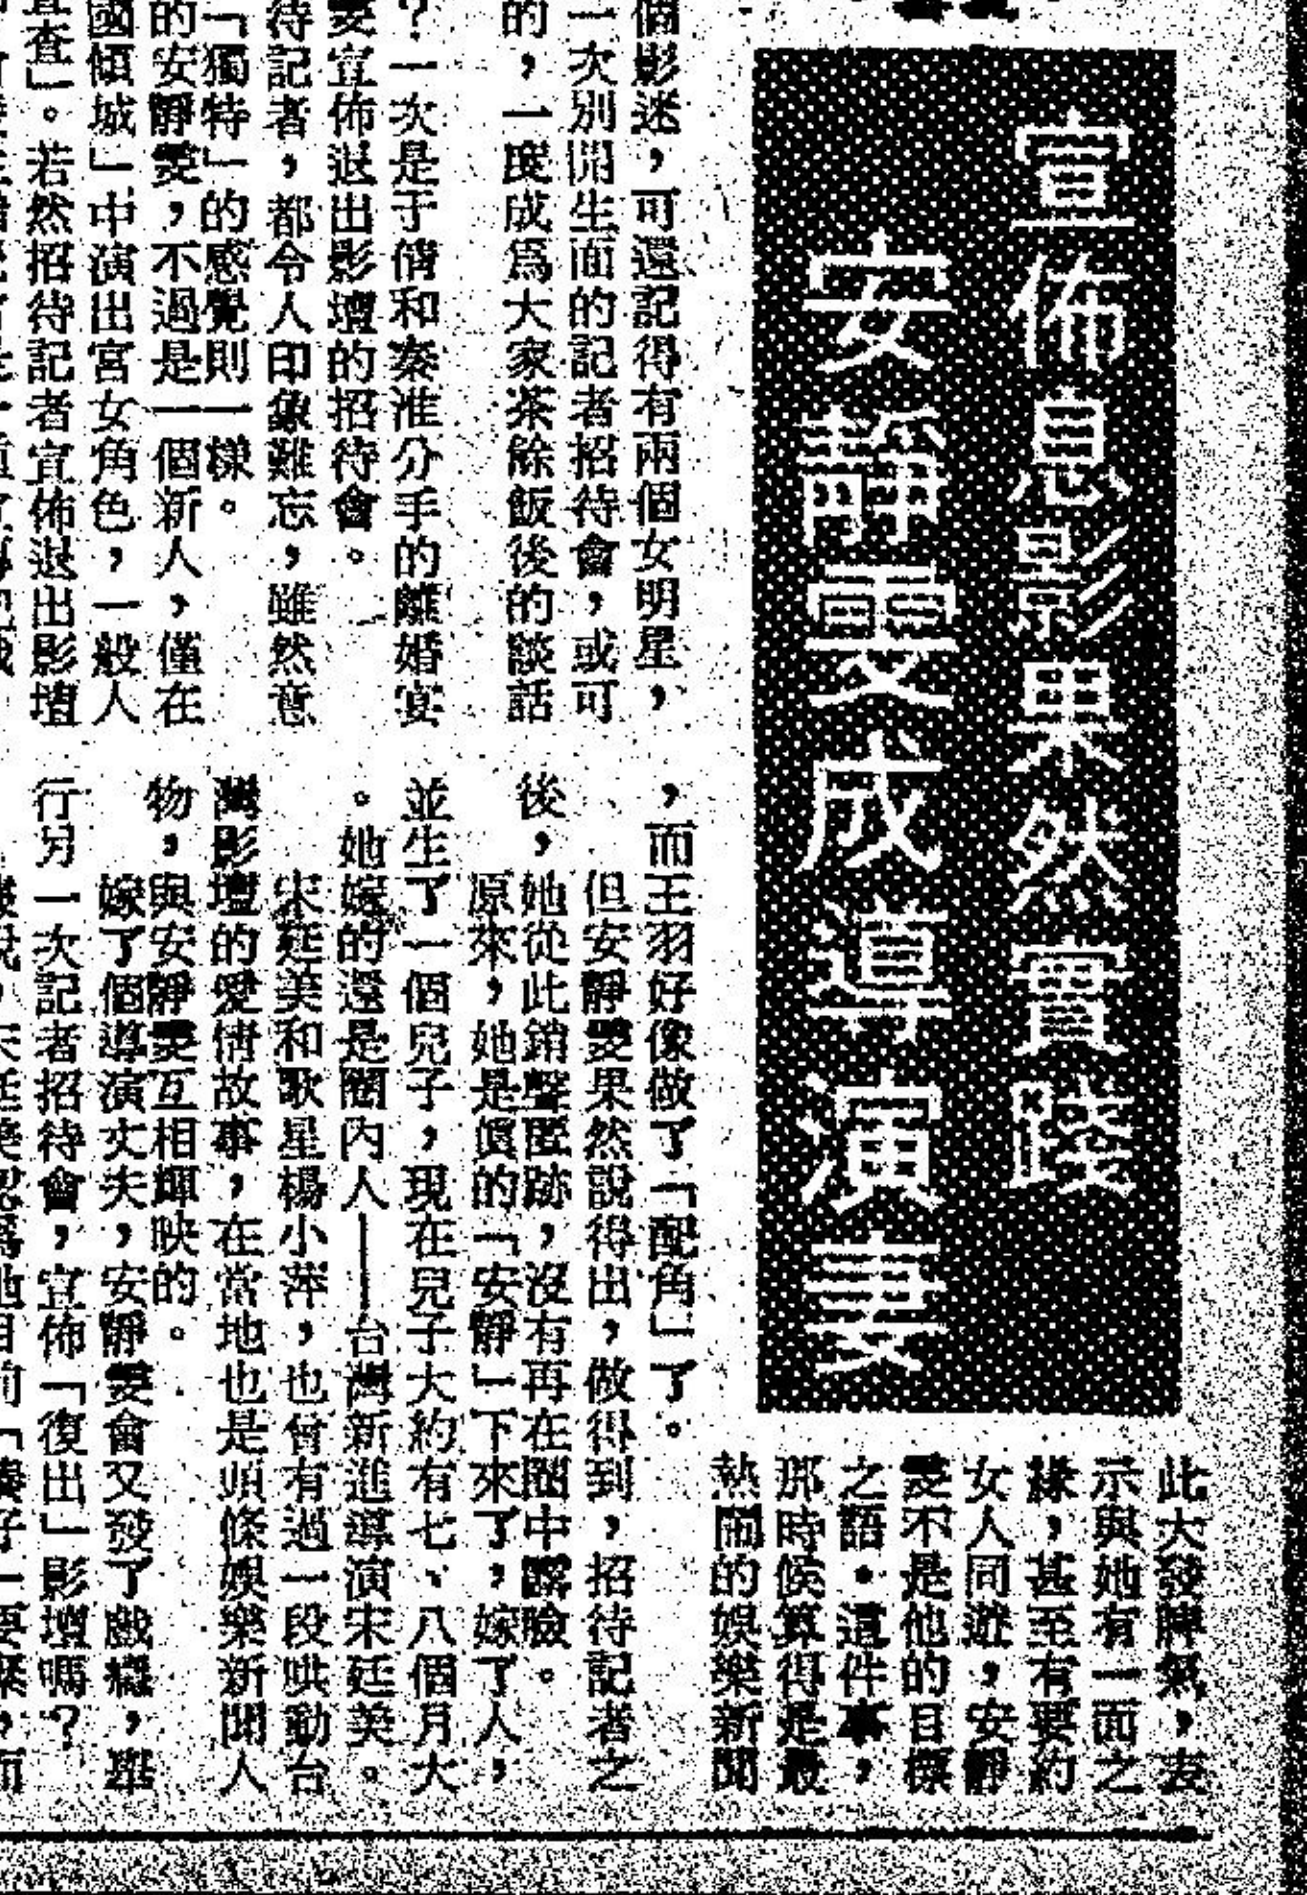 宣佈息影果然實踐
安靜雯成導演妻
個影迷，可還記得有兩個女明星，
一次別開生面的記者招待會，或可
的，一度成爲大家茶餘飯後的談話
？一次是于倩和秦淮分手的離婚宴
雯宣佈退出影壇的招待會。
待記者，都令人印象難忘，雖然意
「獨特」的感覺則一樣。
的安靜雯，不過是一個新人，僅在
國傾城」中演出宮女角色，一般人
查」。若然招待記者宣佈退出影壇
此大發脾氣，表
示與她有一面之
緣，甚至有要約
女人同遊，安靜
雯不是他的目標
之語。這件事，
那時候算得是最
熱鬧的娛樂新聞
，而王羽好像做了「配角」了。
但安靜雯果然說得出，做得到，招待記者之
後，她從此銷聲匿跡，沒有再在圈中露臉。
原來，她是真的「安靜」下來了，嫁了人，
並生了一個兒子，現在兒子大約有七、八個月大
。她嫁的還是圈內人——台灣新進導演宋廷美。
宋廷美和歌星楊小萍，也曾有過一段哄動台
灣影壇的愛情故事，在當地也是頭條娛樂新聞人
物，與安靜雯互相輝映的。
嫁了個導演丈夫，安靜雯會又發了戲癮，舉
行另一次記者招待會，宣佈「復出」影壇嗎？